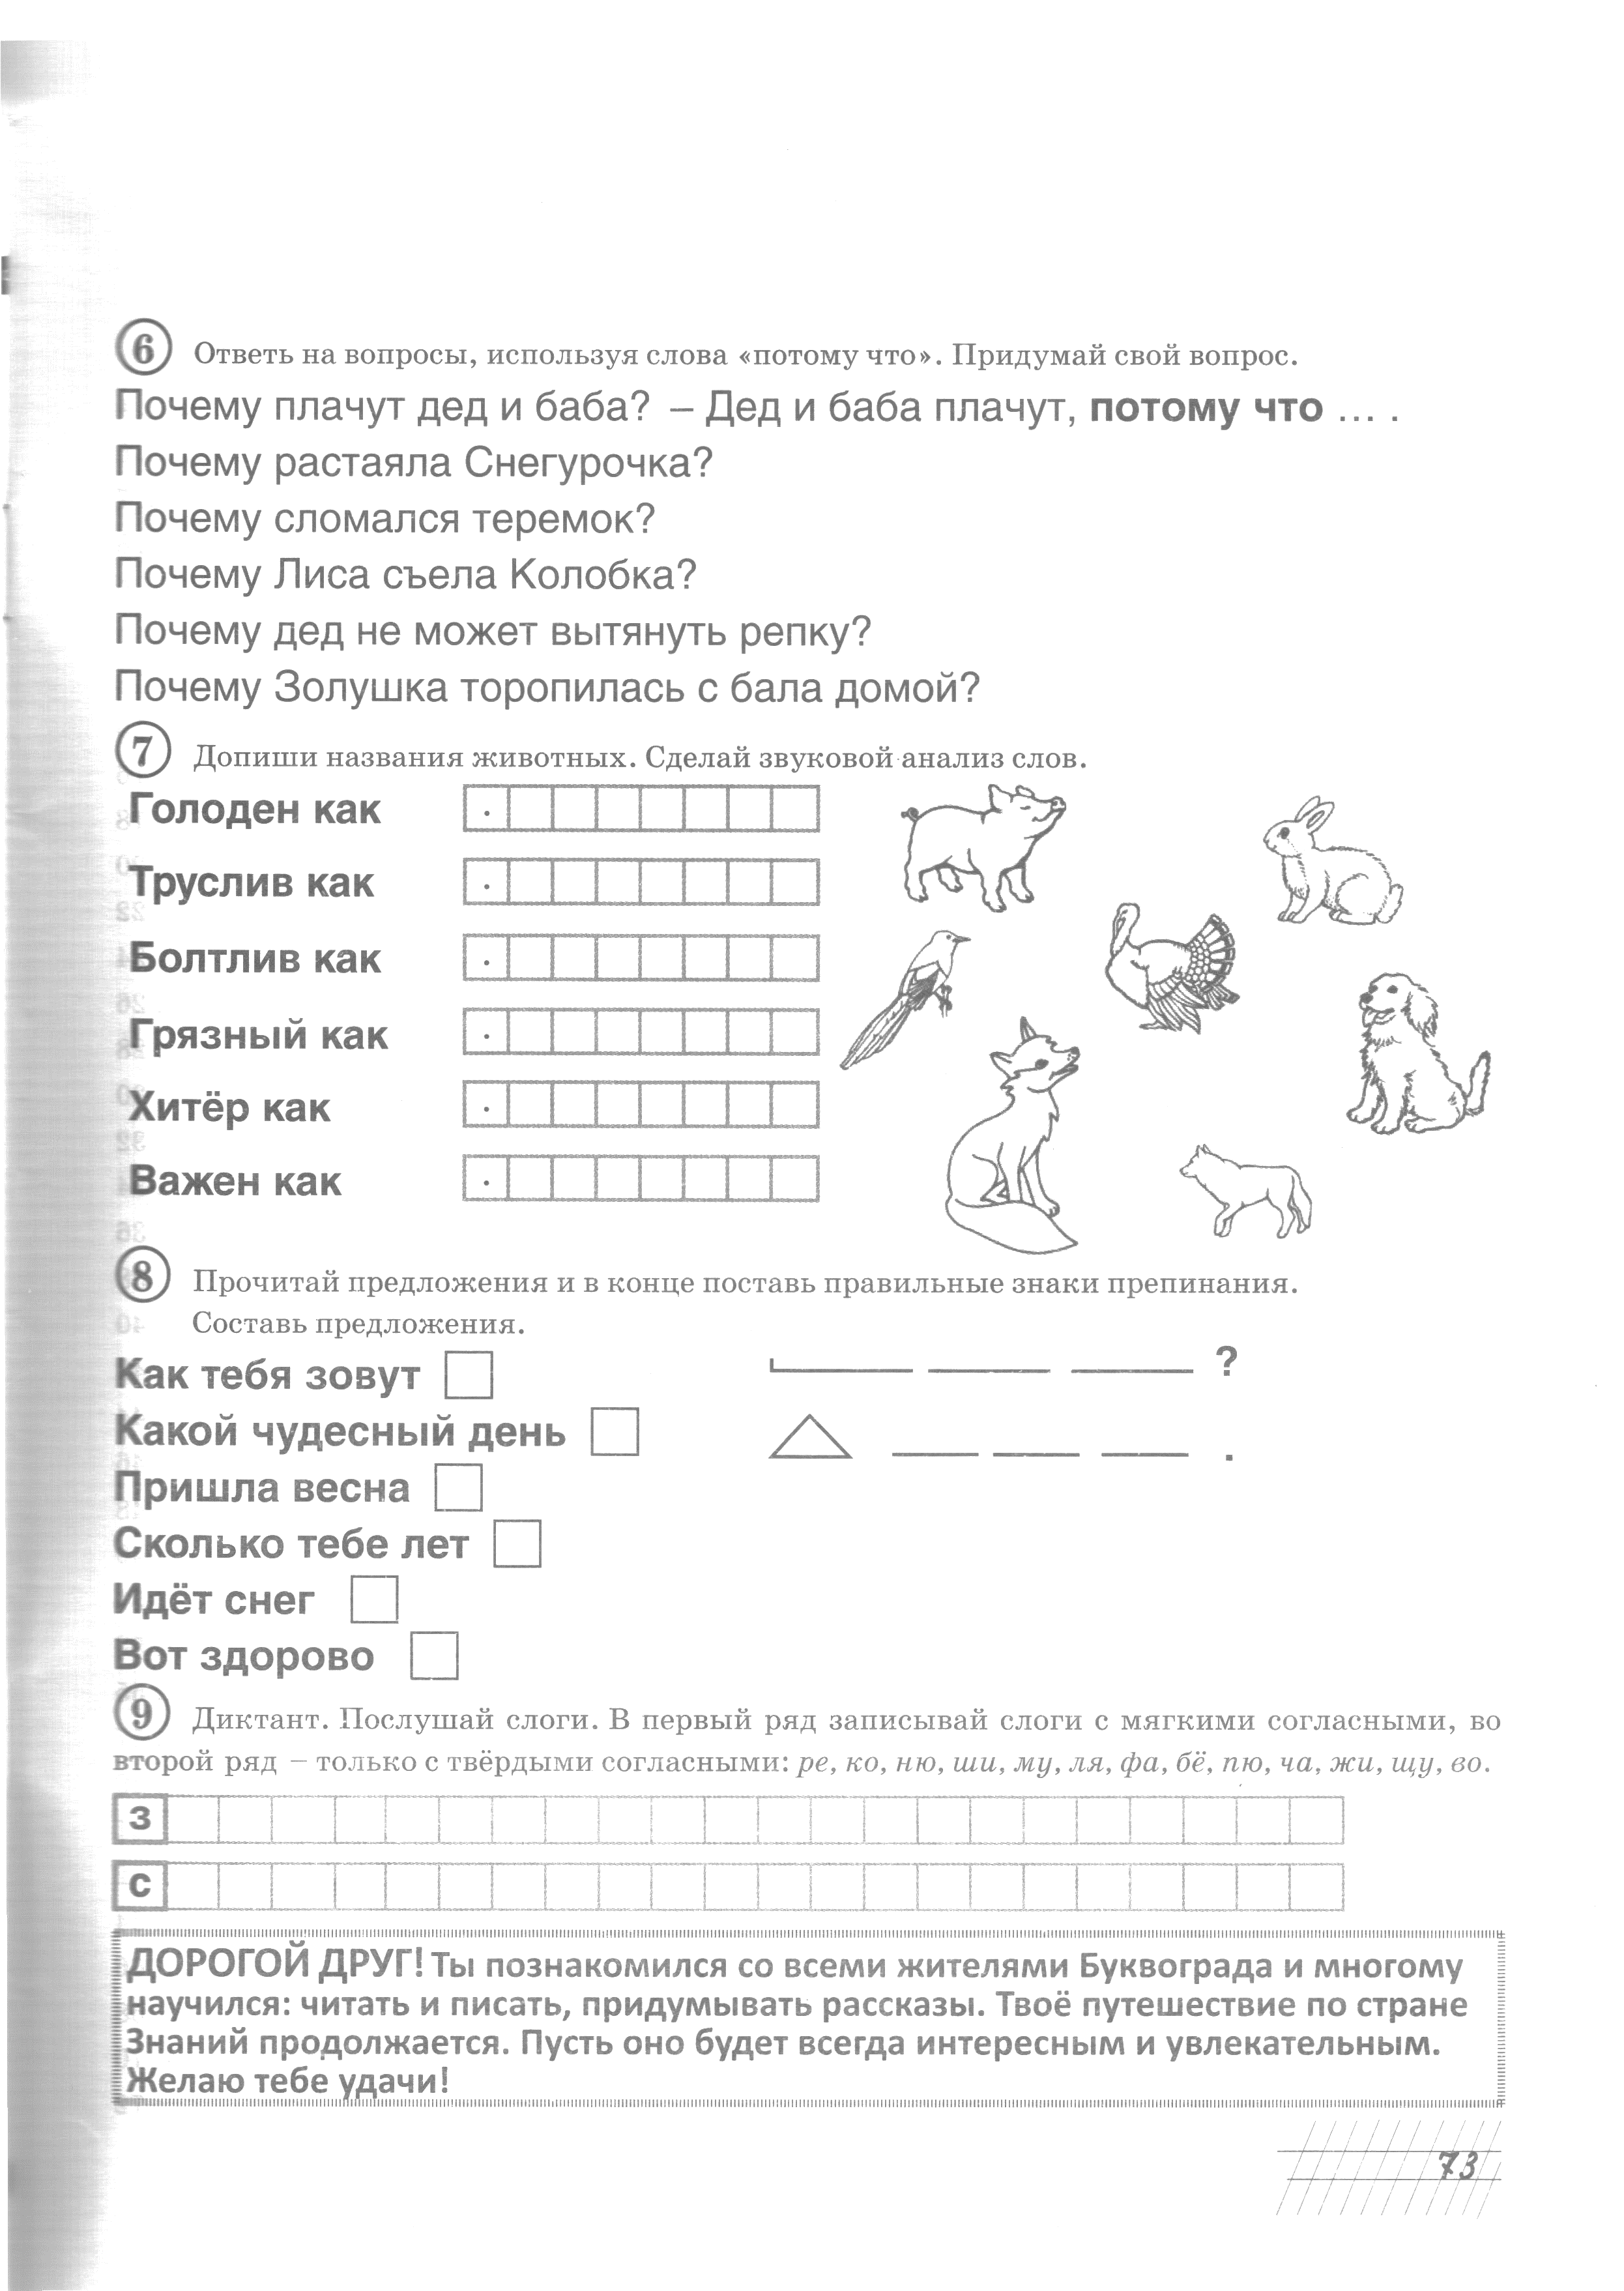 6 Ответь на вопросы, используя слова «потому что». Придумай свой вопрос.
Почему плачут дед и баба? – Дед и баба плачут, потому что ... .
Почему растаяла Снегурочка?
Почему сломался теремок?
Почему Лиса съела Колобка?
Почему дед не может вытянуть репку?
Почему Золушка торопилась с бала домой?
7 Допиши названия животных. Сделай звуковой анализ слов.
Голоден как
Труслив как
Болтлив как
Грязный как
Хитёр как
Важен как
8 Прочитай предложения и в конце поставь правильные знаки препинания.
Составь предложения.
Как тебя зовут ?
Какой чудесный день .
Пришла весна
Сколько тебе лет
Идёт снег
Вот здорово
9 Диктант. Послушай слоги. В первый ряд записывай слоги с мягкими согласными, во
второй ряд – только с твёрдыми согласными: ре, ко, ню, ши, му, ля, фа, бё, пю, ча, жи, щу, во.
З
С
ДОРОГОЙ ДРУГ! Ты познакомился со всеми жителями Буквограда и многому
научился: читать и писать, придумывать рассказы. Твоё путешествие по стране
Знаний продолжается. Пусть оно будет всегда интересным и увлекательным.
Желаю тебе удачи!
73